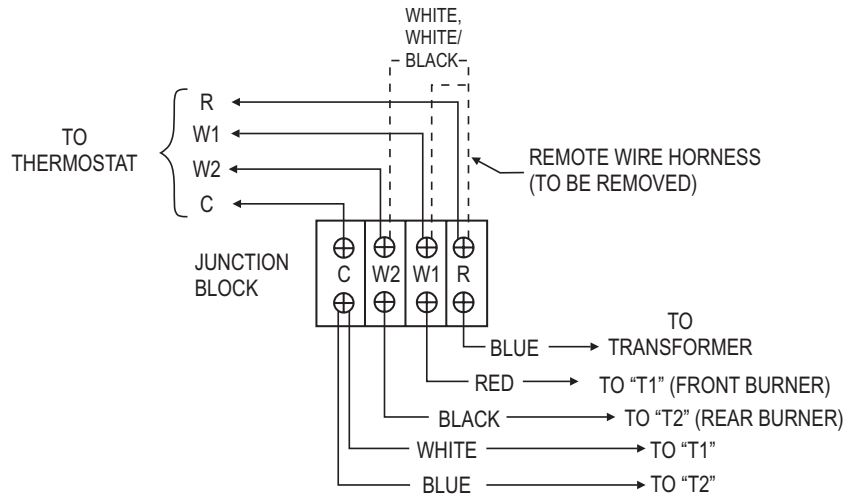 WHITE,
WHITE/
BLACK
R
W1
W2
C
TO
THERMOSTAT
REMOTE WIRE HORNESS
(TO BE REMOVED)
JUNCTION
BLOCK
C W2 W1 R
BLUE
TO
TRANSFORMER
RED TO “T1” (FRONT BURNER)
BLACK TO “T2” (REAR BURNER)
WHITE TO “T1”
BLUE TO “T2”